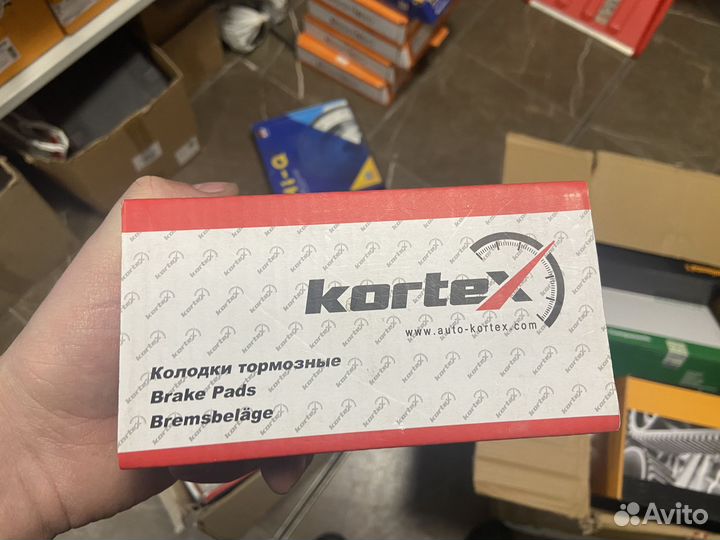 kortex
www.auto-kortex.com
Колодки тормозные
Brake Pads
Bremsbeläge
Avito